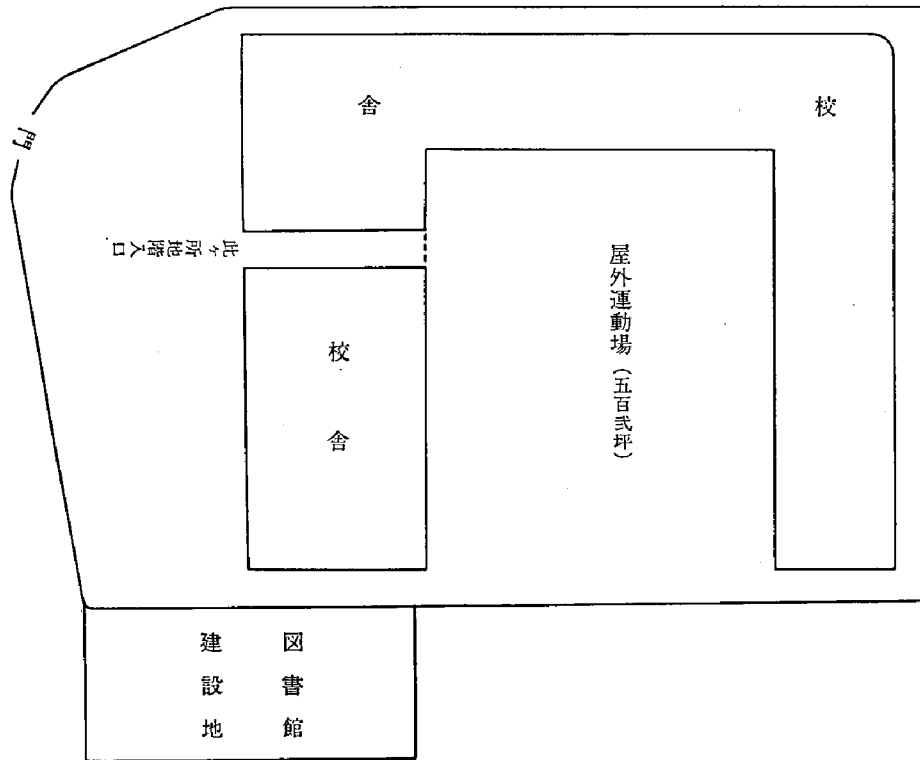 校舎
門
此ヶ所地階入口
屋外運動場（五百弐坪）
校舎
図書館
建設地